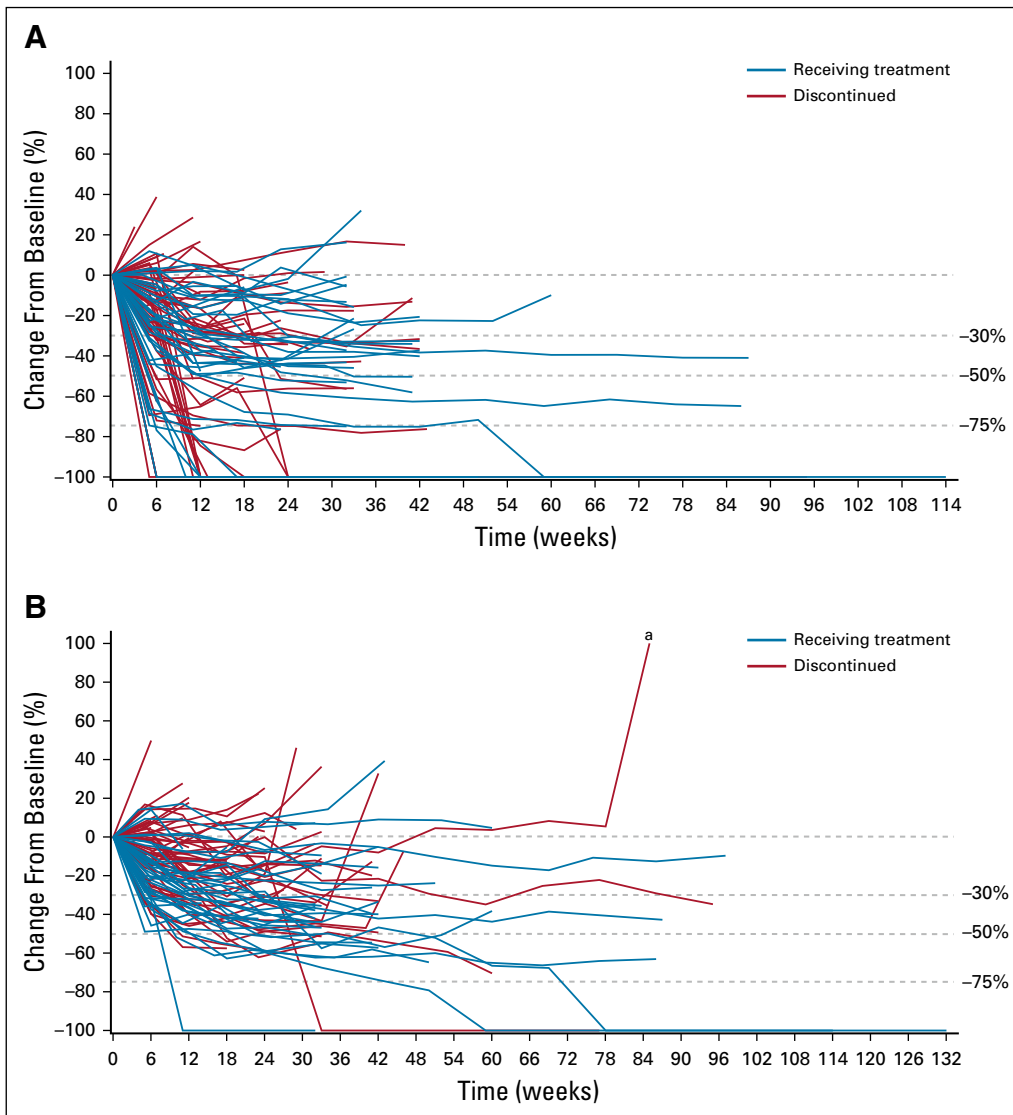 A
100
80
60
40
20
0
–20
–40
–60
–80
–100
Change From Baseline (%)
Receiving treatment
Discontinued
–30%
–50%
–75%
0 6 12 18 24 30 36 42 48 54 60 66 68 78 84 90 96 102 108 114
Time (weeks)
B
a
100
80
60
40
20
0
–20
–40
–60
–80
–100
Change From Baseline (%)
Receiving treatment
Discontinued
–30%
–50%
–75%
0 6 12 18 24 30 36 42 48 54 60 66 72 78 84 90 96 102 108 114 120 126 132
Time (weeks)